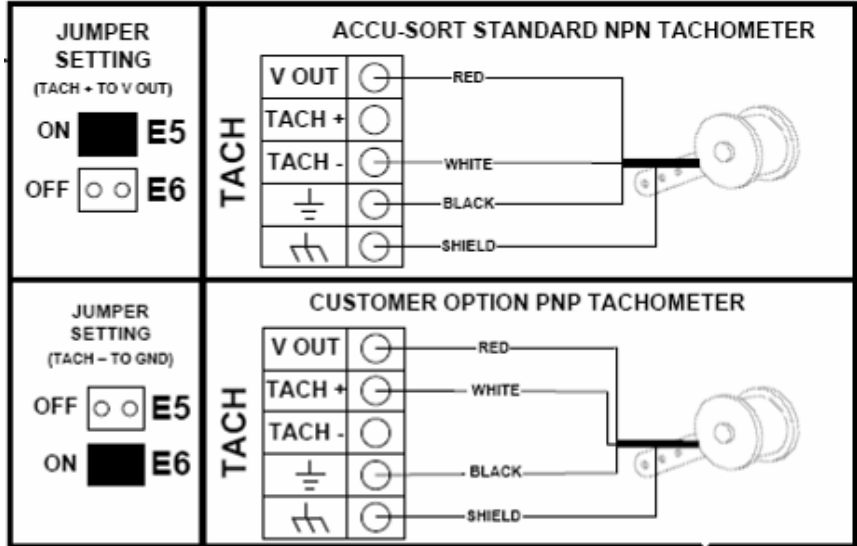 JUMPER
SETTING
(TACH + TO V OUT)
ON E5
OFF E6
ACCU-SORT STANDARD NPN TACHOMETER
TACH
V OUT
RED
TACH +
TACH -
WHITE
BLACK
SHIELD
JUMPER
SETTING
(TACH – TO GND)
OFF E5
ON E6
CUSTOMER OPTION PNP TACHOMETER
TACH
V OUT
RED
TACH +
WHITE
TACH -
BLACK
SHIELD